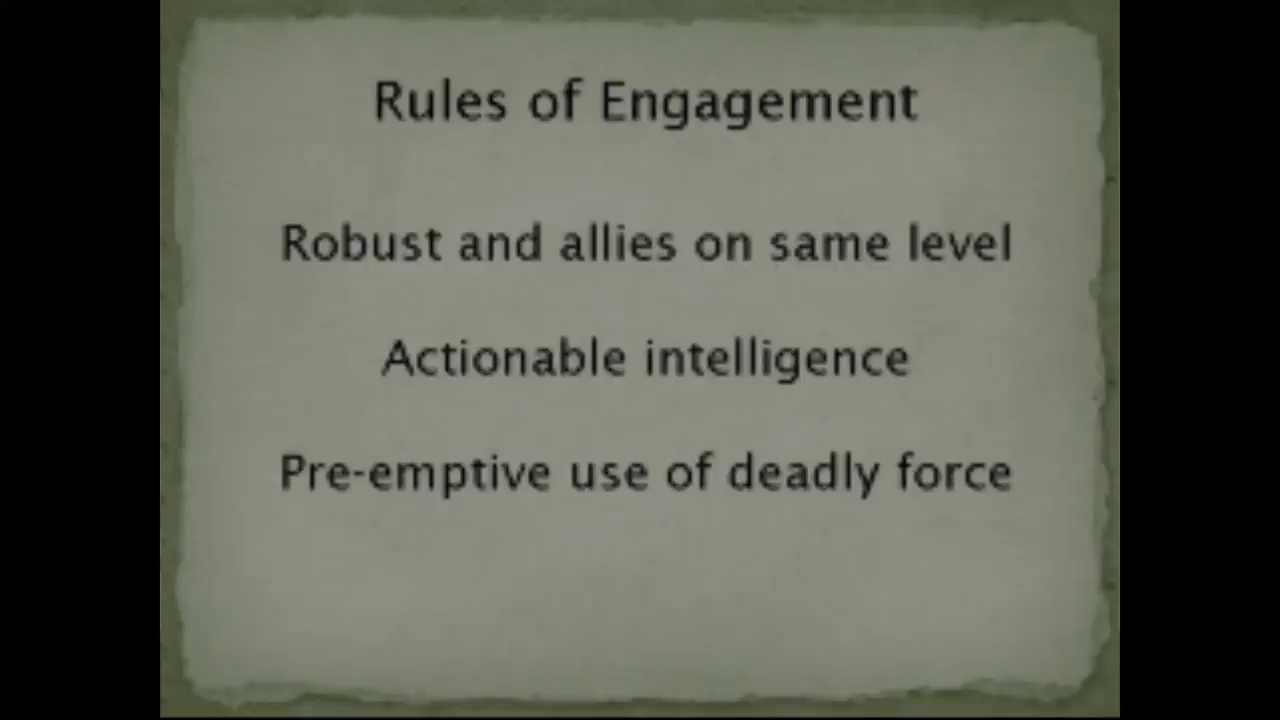 Rules of Engagement
Robust and allies on same level
Actionable intelligence
Pre-emptive use of deadly force